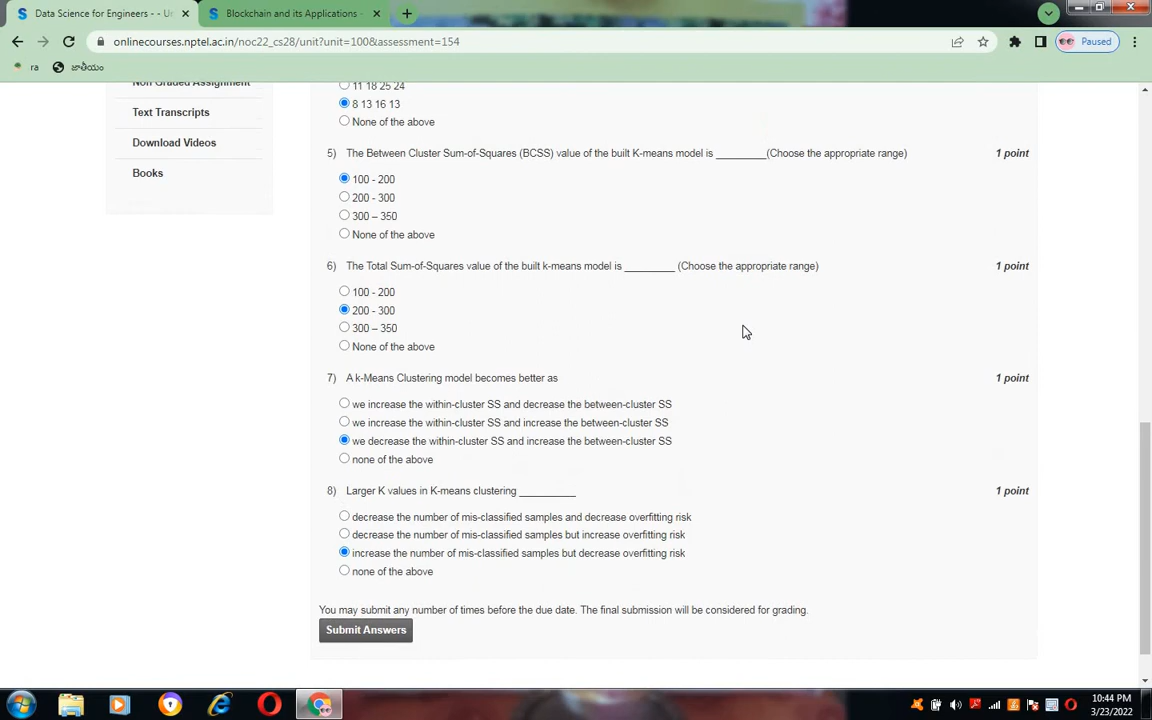 Data Science for Engineers - - Un
Blockchain and its Applications -
onlinecourses.nptel.ac.in/noc22_cs28/unit?unit=100&assessment=154
Paused
ra
జాతీయం
Non Graded Assignment
Text Transcripts
Download Videos
Books
11 18 25 24
8 13 16 13
None of the above
5) The Between Cluster Sum-of-Squares (BCSS) value of the built K-means model is _________(Choose the appropriate range) 1 point
100 - 200
200 - 300
300 – 350
None of the above
6) The Total Sum-of-Squares value of the built k-means model is _________ (Choose the appropriate range) 1 point
100 - 200
200 - 300
300 – 350
None of the above
7) A k-Means Clustering model becomes better as 1 point
we increase the within-cluster SS and decrease the between-cluster SS
we increase the within-cluster SS and increase the between-cluster SS
we decrease the within-cluster SS and increase the between-cluster SS
none of the above
8) Larger K values in K-means clustering __________ 1 point
decrease the number of mis-classified samples and decrease overfitting risk
decrease the number of mis-classified samples but increase overfitting risk
increase the number of mis-classified samples but decrease overfitting risk
none of the above
You may submit any number of times before the due date. The final submission will be considered for grading.
Submit Answers
10:44 PM
3/23/2022